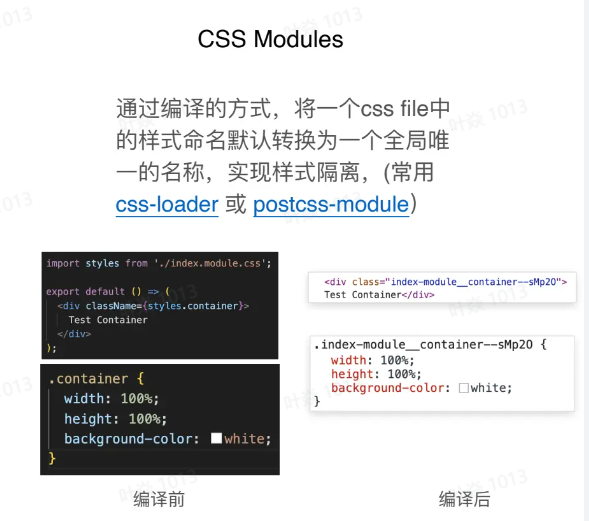 CSS Modules
通过编译的方式，将一个css file中
的样式命名默认转换为一个全局唯
一的名称，实现样式隔离，(常用
css-loader 或 postcss-module)
import styles from './index.module.css';
export default () => (
<div className={styles.container}>
Test Container
</div>
);
.container {
width: 100%;
height: 100%;
background-color: white;
}
编译前
<div class="index-module__container--sMp2O">
Test Container</div>
.index-module__container--sMp2O {
width: 100%;
height: 100%;
background-color: white;
}
编译后
叶焱 1013